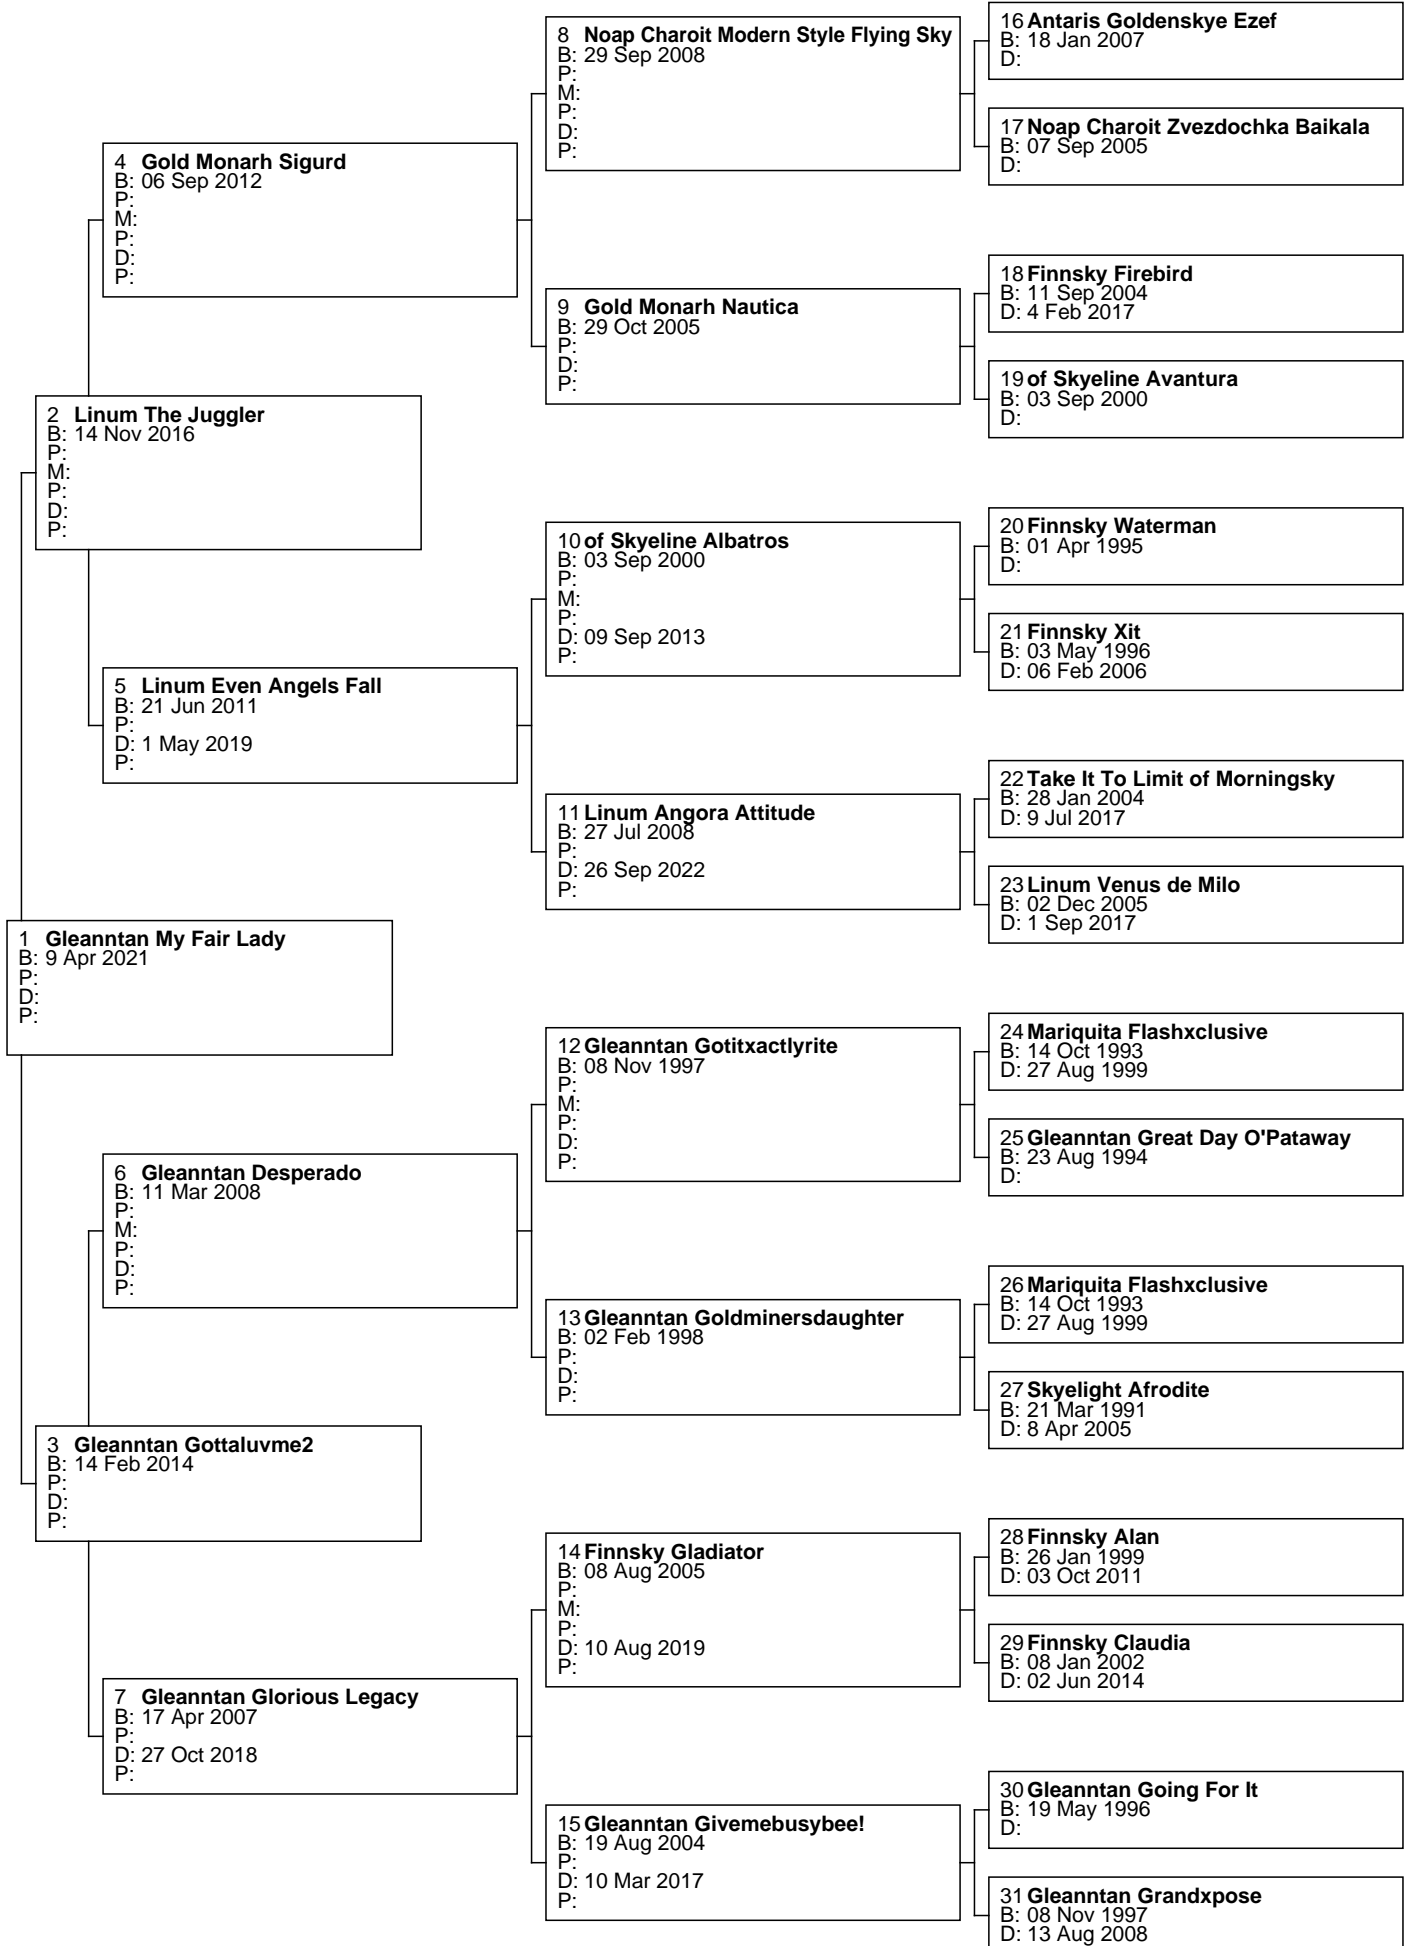 8 Noap Charoit Modern Style Flying Sky
B: 29 Sep 2008
P:
M:
P:
D:
P:
16 Antaris Goldenskye Ezef
B: 18 Jan 2007
D:
17 Noap Charoit Zvezdochka Baikala
B: 07 Sep 2005
D:
4 Gold Monarh Sigurd
B: 06 Sep 2012
P:
M:
P:
D:
P:
9 Gold Monarh Nautica
B: 29 Oct 2005
P:
D:
P:
18 Finnsky Firebird
B: 11 Sep 2004
D: 4 Feb 2017
19 of Skyeline Avantura
B: 03 Sep 2000
D:
2 Linum The Juggler
B: 14 Nov 2016
P:
M:
P:
D:
P:
10 of Skyeline Albatros
B: 03 Sep 2000
P:
M:
P:
D: 09 Sep 2013
P:
20 Finnsky Waterman
B: 01 Apr 1995
D:
21 Finnsky Xit
B: 03 May 1996
D: 06 Feb 2006
5 Linum Even Angels Fall
B: 21 Jun 2011
P:
D: 1 May 2019
P:
11 Linum Angora Attitude
B: 27 Jul 2008
P:
D: 26 Sep 2022
P:
22 Take It To Limit of Morningsky
B: 28 Jan 2004
D: 9 Jul 2017
23 Linum Venus de Milo
B: 02 Dec 2005
D: 1 Sep 2017
1 Gleanntan My Fair Lady
B: 9 Apr 2021
P:
D:
P:
12 Gleanntan Gotitxactlyrite
B: 08 Nov 1997
P:
M:
P:
D:
P:
24 Mariquita Flashxclusive
B: 14 Oct 1993
D: 27 Aug 1999
25 Gleanntan Great Day O'Pataway
B: 23 Aug 1994
D:
6 Gleanntan Desperado
B: 11 Mar 2008
P:
M:
P:
D:
P:
13 Gleanntan Goldminersdaughter
B: 02 Feb 1998
P:
D:
P:
26 Mariquita Flashxclusive
B: 14 Oct 1993
D: 27 Aug 1999
27 Skyelight Afrodite
B: 21 Mar 1991
D: 8 Apr 2005
3 Gleanntan Gottaluvme2
B: 14 Feb 2014
P:
D:
P:
14 Finnsky Gladiator
B: 08 Aug 2005
P:
M:
P:
D: 10 Aug 2019
P:
28 Finnsky Alan
B: 26 Jan 1999
D: 03 Oct 2011
29 Finnsky Claudia
B: 08 Jan 2002
D: 02 Jun 2014
7 Gleanntan Glorious Legacy
B: 17 Apr 2007
P:
D: 27 Oct 2018
P:
15 Gleanntan Givemebusybee!
B: 19 Aug 2004
P:
D: 10 Mar 2017
P:
30 Gleanntan Going For It
B: 19 May 1996
D:
31 Gleanntan Grandxpose
B: 08 Nov 1997
D: 13 Aug 2008